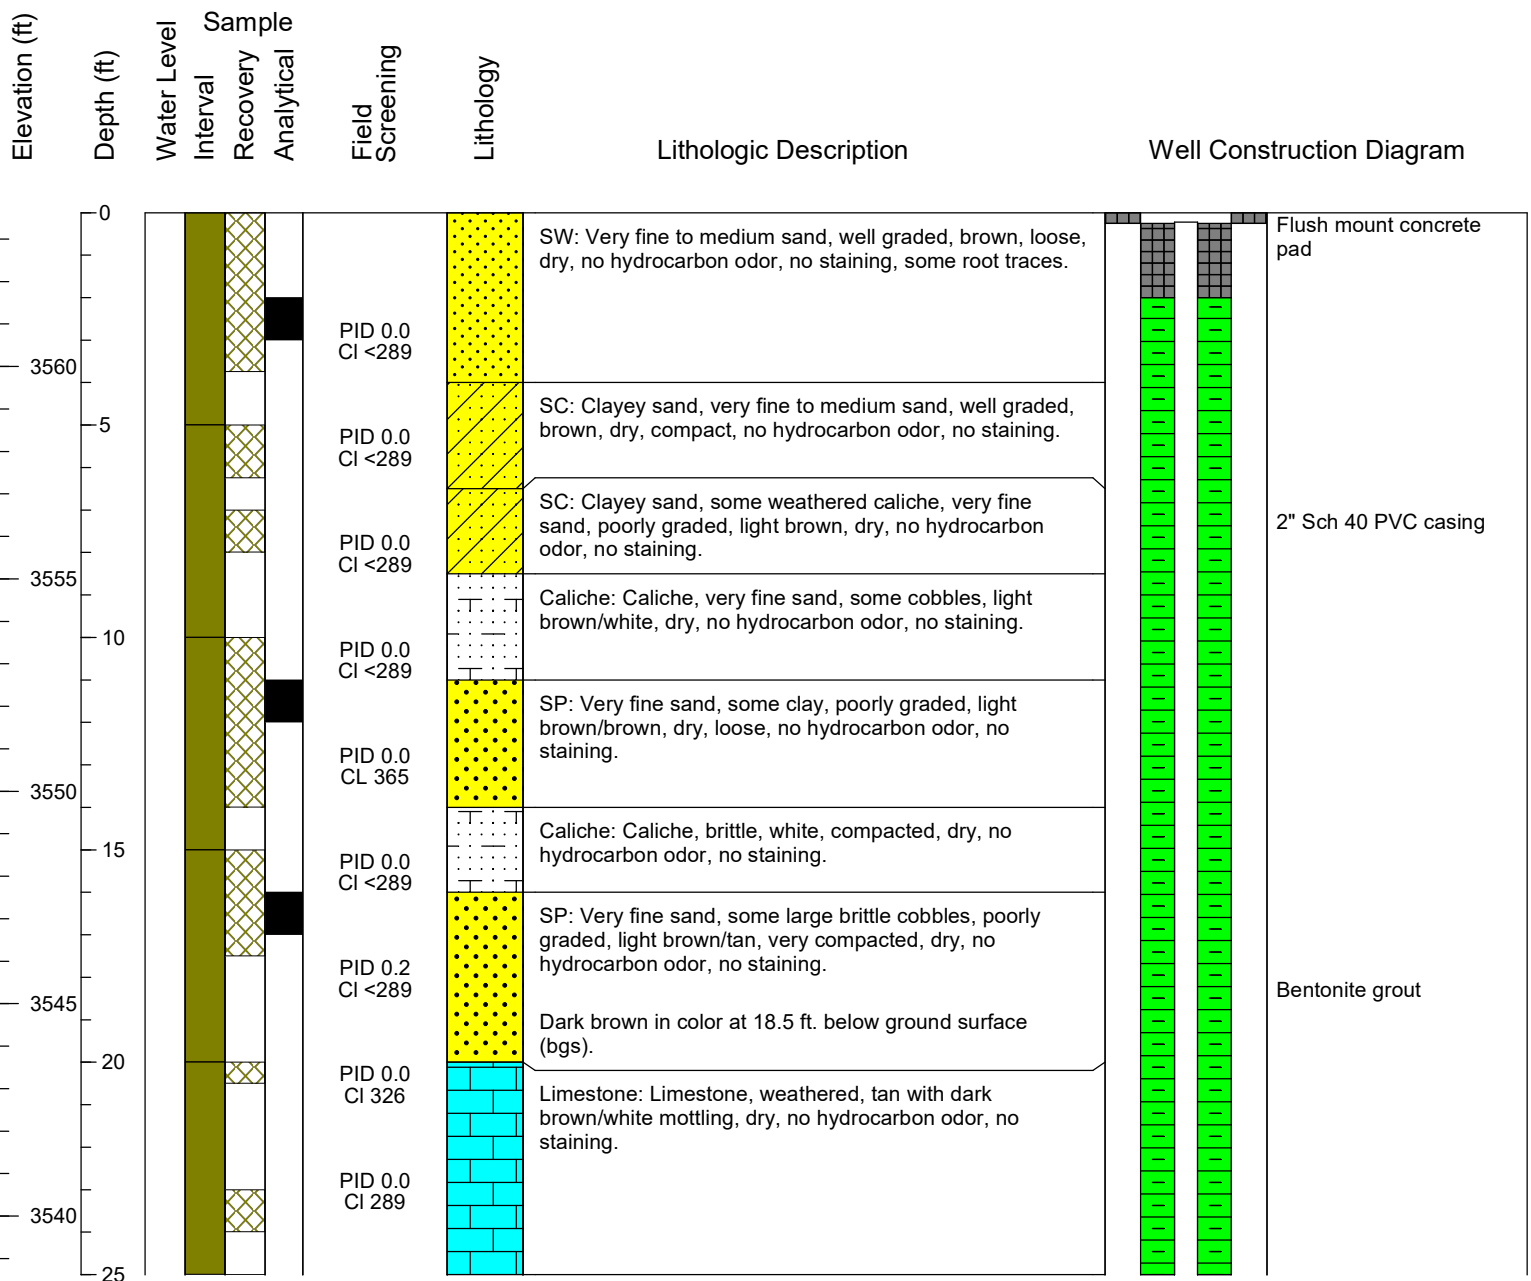 Elevation (ft)
Depth (ft)
Water Level
Sample
Interval
Recovery
Analytical
Field
Screening
Lithology
Lithologic Description
Well Construction Diagram
0
5
10
15
20
25
3560
3555
3550
3545
3540
PID 0.0
Cl <289
PID 0.0
Cl <289
PID 0.0
Cl <289
PID 0.0
Cl <289
PID 0.0
CL 365
PID 0.0
Cl <289
PID 0.2
Cl <289
PID 0.0
Cl 326
PID 0.0
Cl 289
SW: Very fine to medium sand, well graded, brown, loose,
dry, no hydrocarbon odor, no staining, some root traces.
SC: Clayey sand, very fine to medium sand, well graded,
brown, dry, compact, no hydrocarbon odor, no staining.
SC: Clayey sand, some weathered caliche, very fine
sand, poorly graded, light brown, dry, no hydrocarbon
odor, no staining.
Caliche: Caliche, very fine sand, some cobbles, light
brown/white, dry, no hydrocarbon odor, no staining.
SP: Very fine sand, some clay, poorly graded, light
brown/brown, dry, loose, no hydrocarbon odor, no
staining.
Caliche: Caliche, brittle, white, compacted, dry, no
hydrocarbon odor, no staining.
SP: Very fine sand, some large brittle cobbles, poorly
graded, light brown/tan, very compacted, dry, no
hydrocarbon odor, no staining.
Dark brown in color at 18.5 ft. below ground surface
(bgs).
Limestone: Limestone, weathered, tan with dark
brown/white mottling, dry, no hydrocarbon odor, no
staining.
Flush mount concrete
pad
2" Sch 40 PVC casing
Bentonite grout